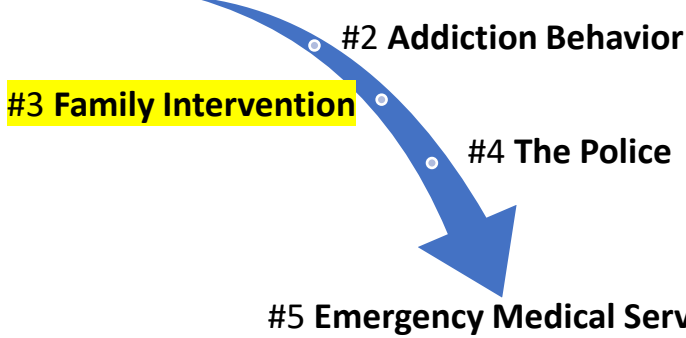 #2 Addiction Behavior
#3 Family Intervention
#4 The Police
#5 Emergency Medical Serv